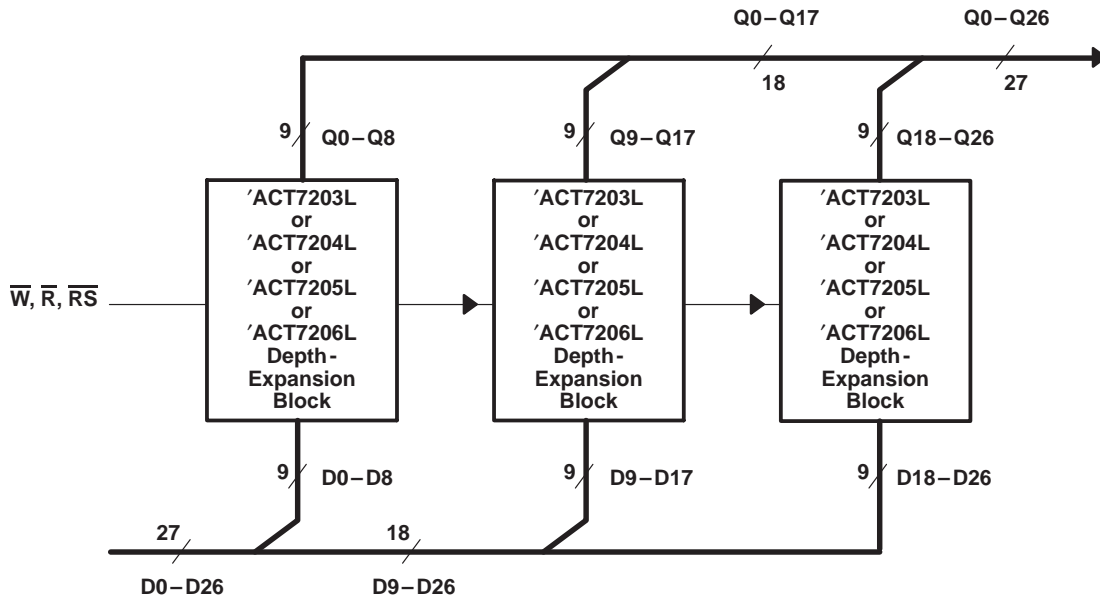 Q0–Q17
Q0–Q26
18
27
9
Q0–Q8
9
Q9–Q17
9
Q18–Q26
′ACT7203L
or
′ACT7204L
or
′ACT7205L
or
′ACT7206L
Depth-
Expansion
Block
′ACT7203L
or
′ACT7204L
or
′ACT7205L
or
′ACT7206L
Depth-
Expansion
Block
′ACT7203L
or
′ACT7204L
or
′ACT7205L
or
′ACT7206L
Depth-
Expansion
Block
W̅, R̅, R̅S̅
9
D0–D8
9
D9–D17
9
D18–D26
27
18
D0–D26
D9–D26